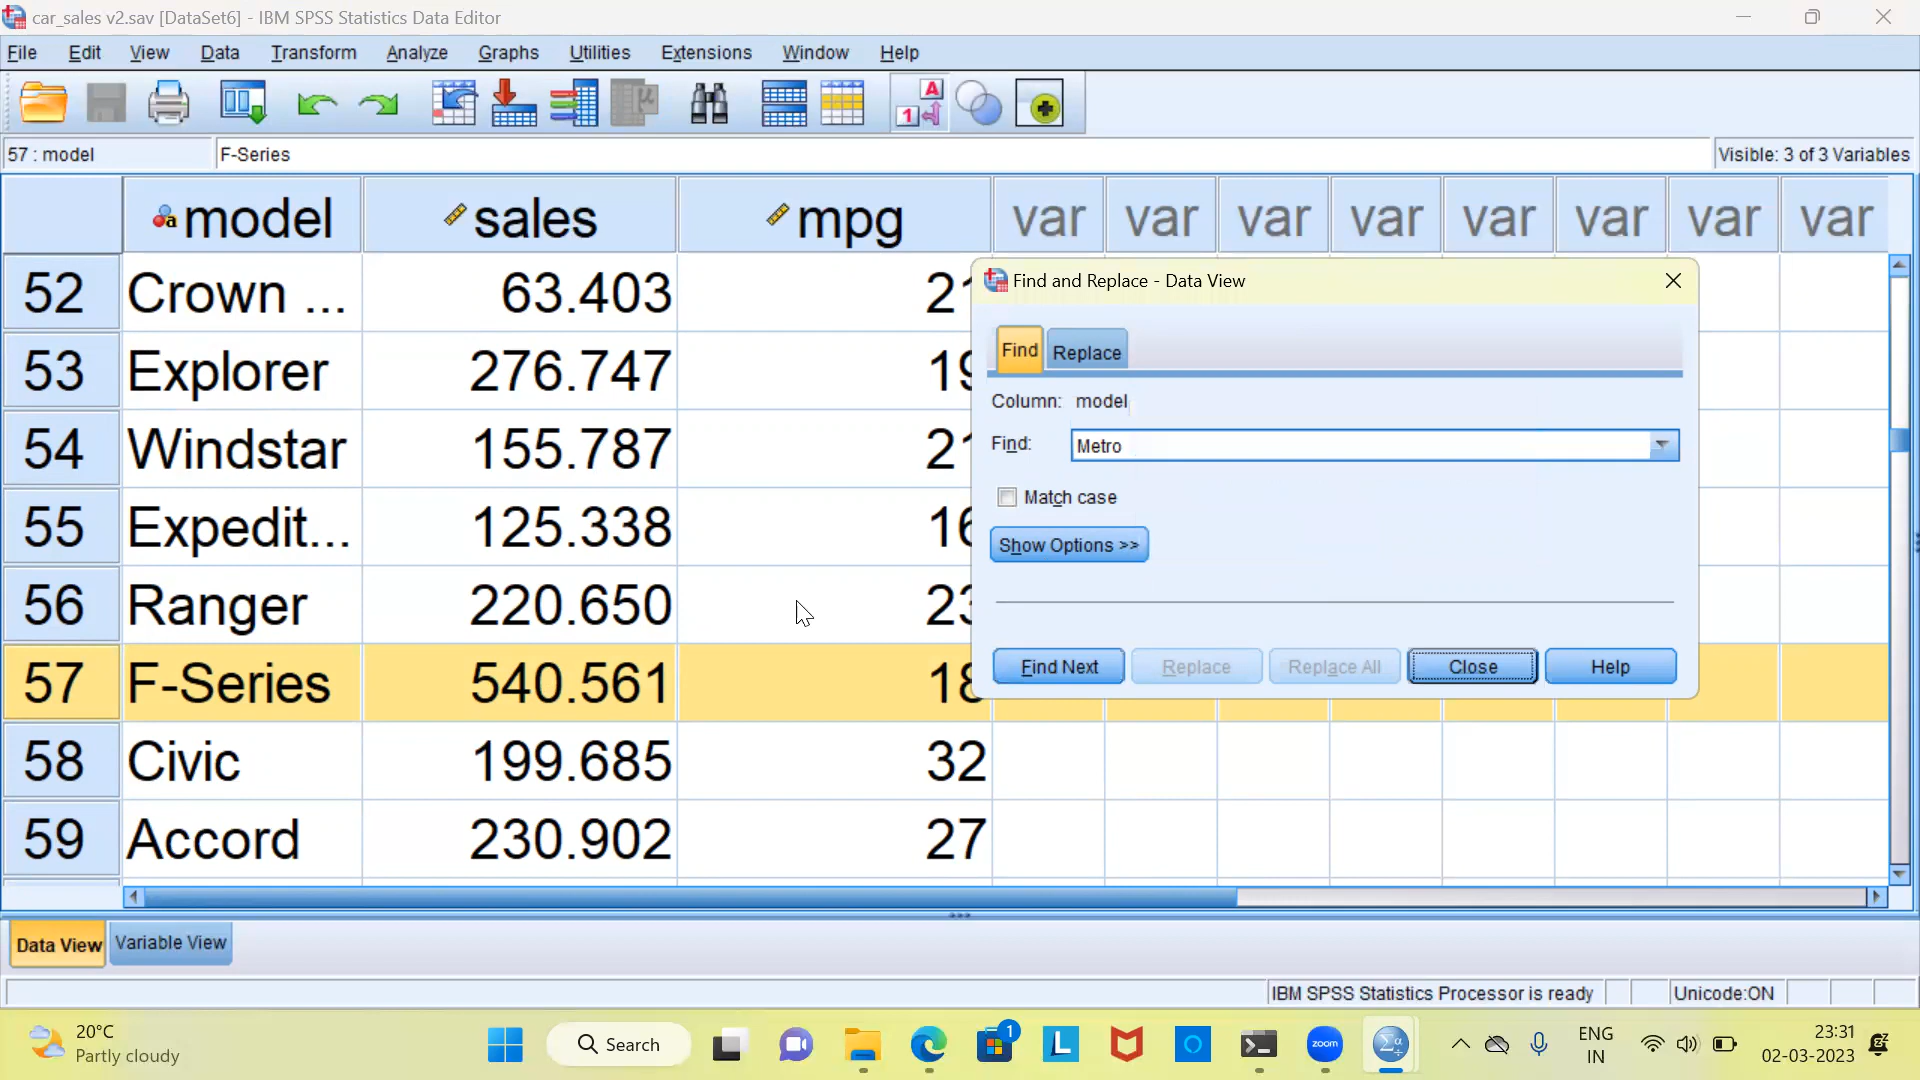 car_sales v2.sav [DataSet6] - IBM SPSS Statistics Data Editor
File Edit View Data Transform Analyze Graphs Utilities Extensions Window Help
57 : model F-Series Visible: 3 of 3 Variables
model sales mpg var var var var var var var var
52 Crown ... 63.403
53 Explorer 276.747
54 Windstar 155.787
55 Expedit... 125.338
56 Ranger 220.650
57 F-Series 540.561
58 Civic 199.685 32
59 Accord 230.902 27
Find and Replace - Data View
Find Replace
Column: model
Find: Metro
Match case
Show Options >>
Find Next Replace Replace All Close Help
Data View Variable View
IBM SPSS Statistics Processor is ready Unicode:ON
20°C
Partly cloudy
Search
1
zoom
ENG
IN
23:31
02-03-2023